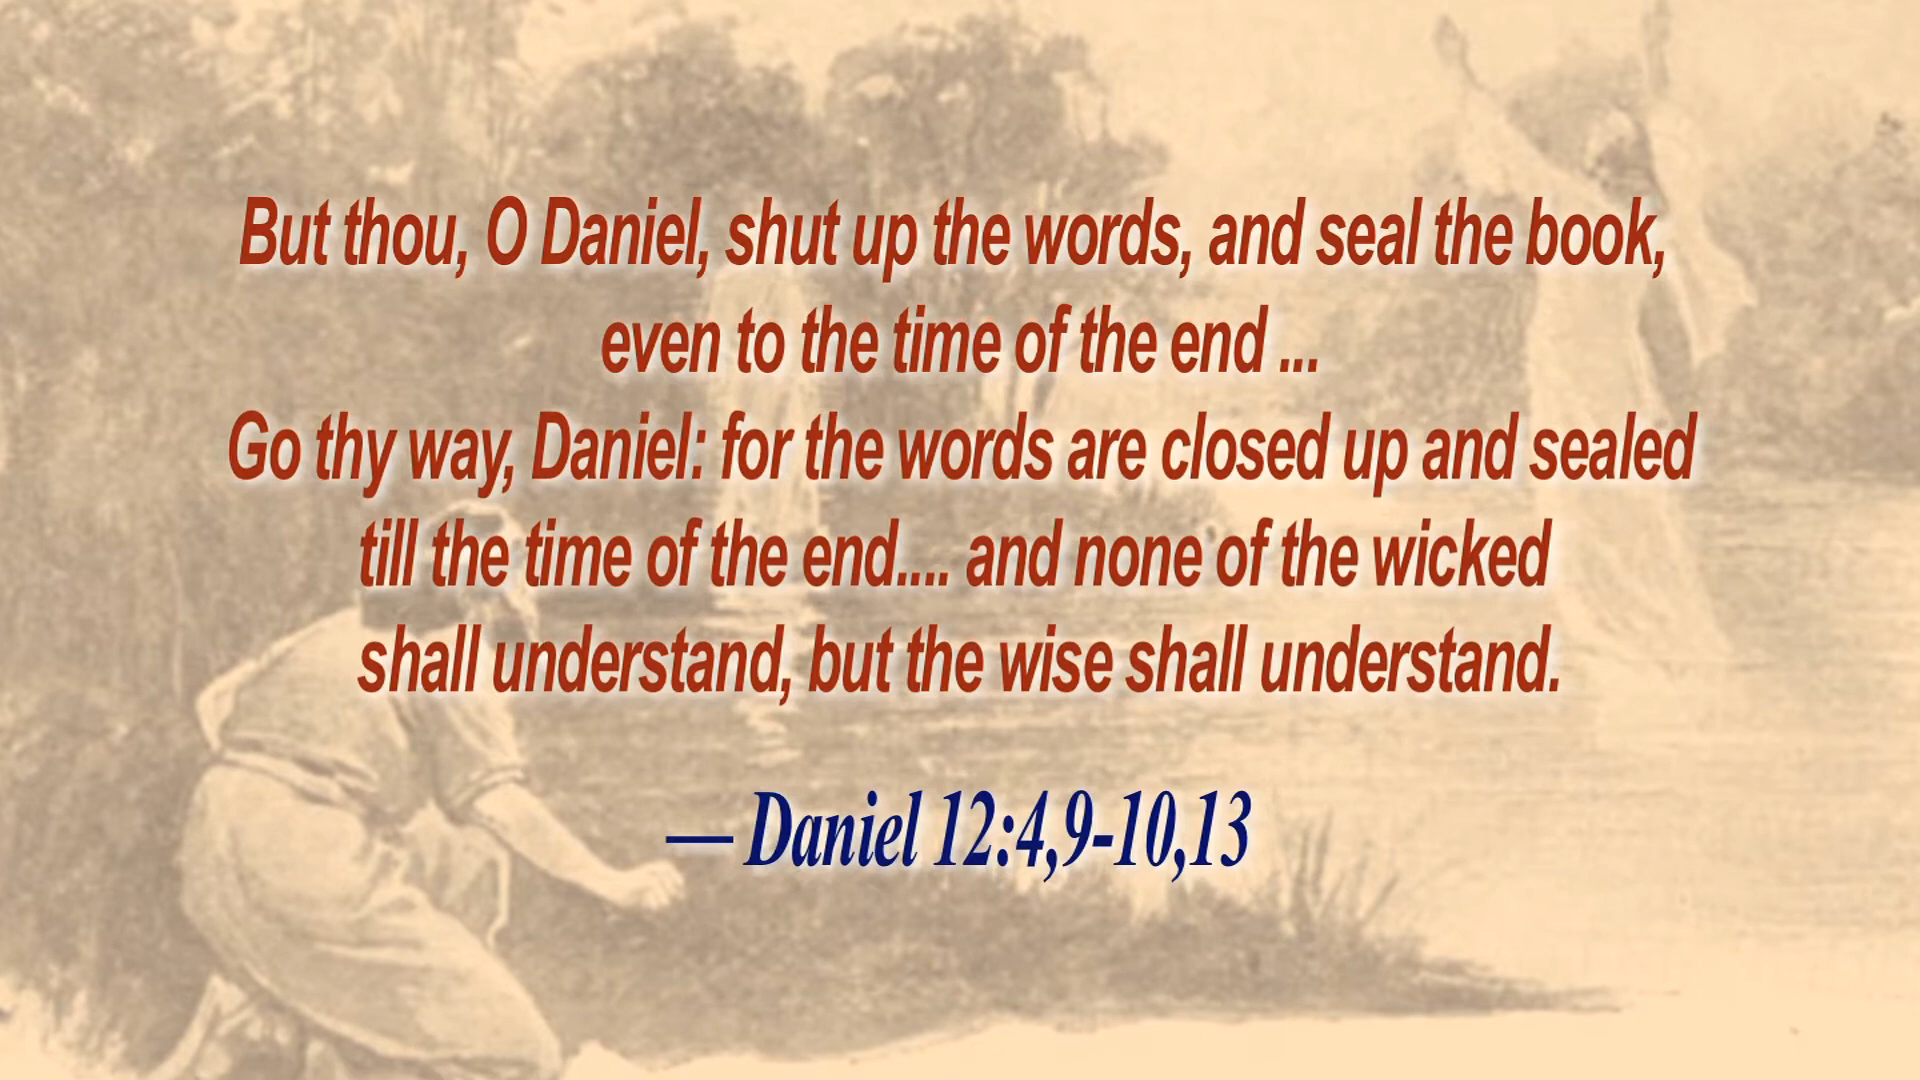 But thou, O Daniel, shut up the words, and seal the book,
even to the time of the end ...
Go thy way, Daniel: for the words are closed up and sealed
till the time of the end.... and none of the wicked
shall understand, but the wise shall understand.
— Daniel 12:4,9-10,13